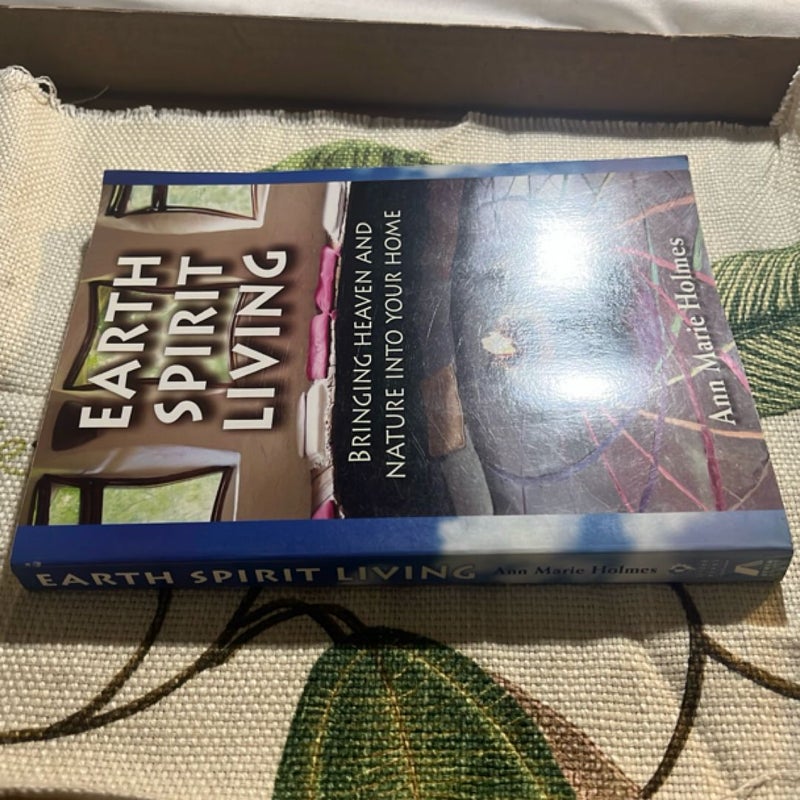 EARTH
SPIRIT
LIVING
BRINGING HEAVEN AND
NATURE INTO YOUR HOME
Ann Marie Holmes
EARTH SPIRIT LIVING Ann Marie Holmes